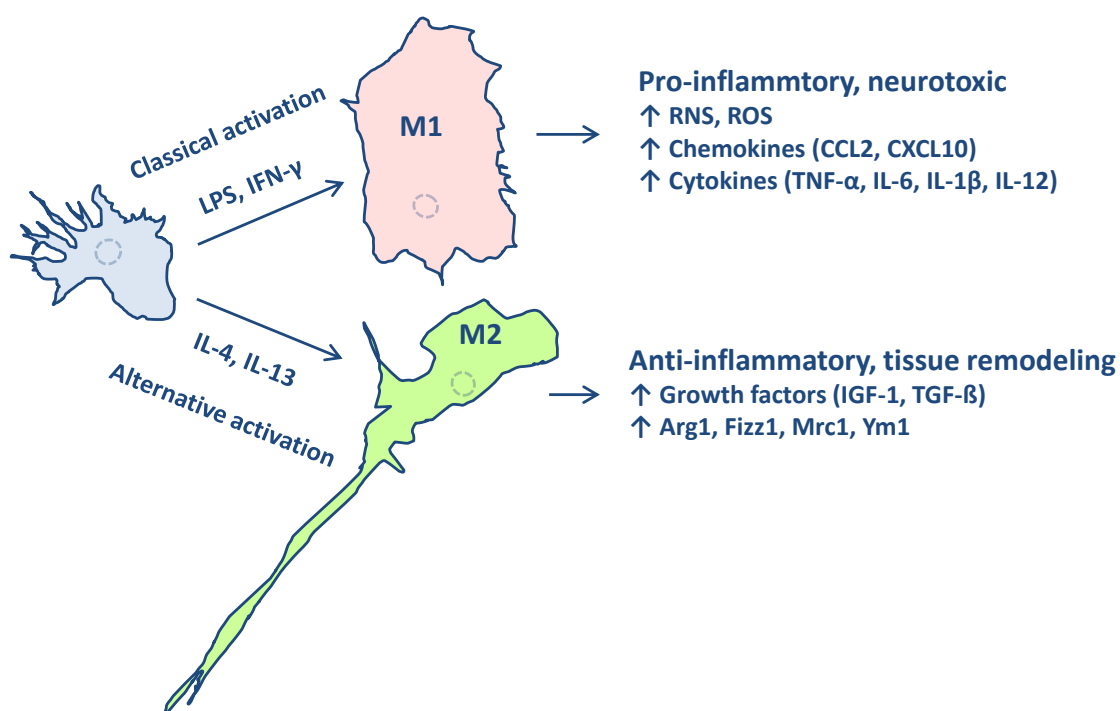 Classical activation
LPS, IFN-γ
M1
Pro-inflammtory, neurotoxic
↑ RNS, ROS
↑ Chemokines (CCL2, CXCL10)
↑ Cytokines (TNF-α, IL-6, IL-1β, IL-12)
IL-4, IL-13
Alternative activation
M2
Anti-inflammatory, tissue remodeling
↑ Growth factors (IGF-1, TGF-ß)
↑ Arg1, Fizz1, Mrc1, Ym1